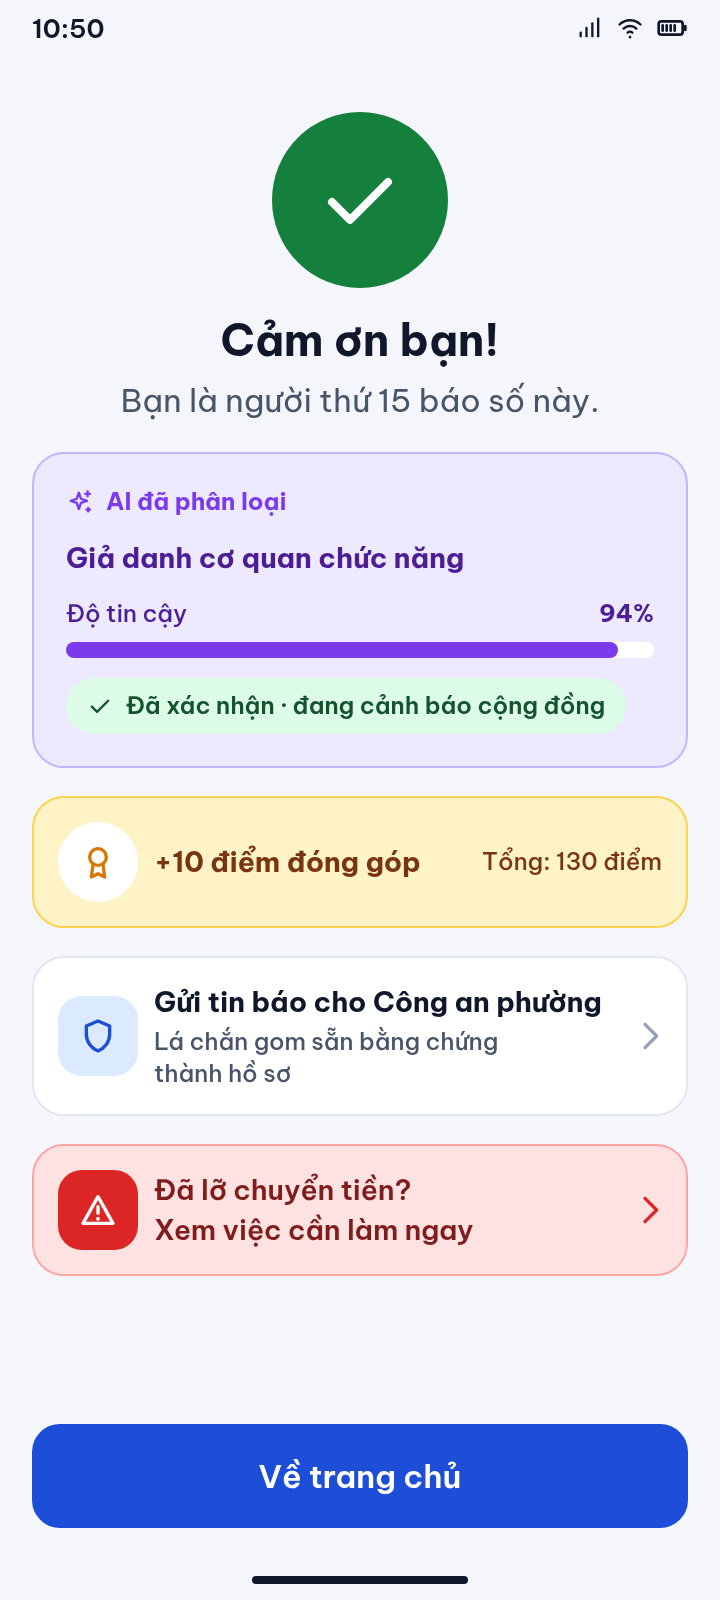 10:50
Cảm ơn bạn!
Bạn là người thứ 15 báo số này.
AI đã phân loại
Giả danh cơ quan chức năng
Độ tin cậy 94%
Đã xác nhận · đang cảnh báo cộng đồng
+10 điểm đóng góp Tổng: 130 điểm
Gửi tin báo cho Công an phường
Lá chắn gom sẵn bằng chứng
thành hồ sơ
Đã lỡ chuyển tiền?
Xem việc cần làm ngay
Về trang chủ